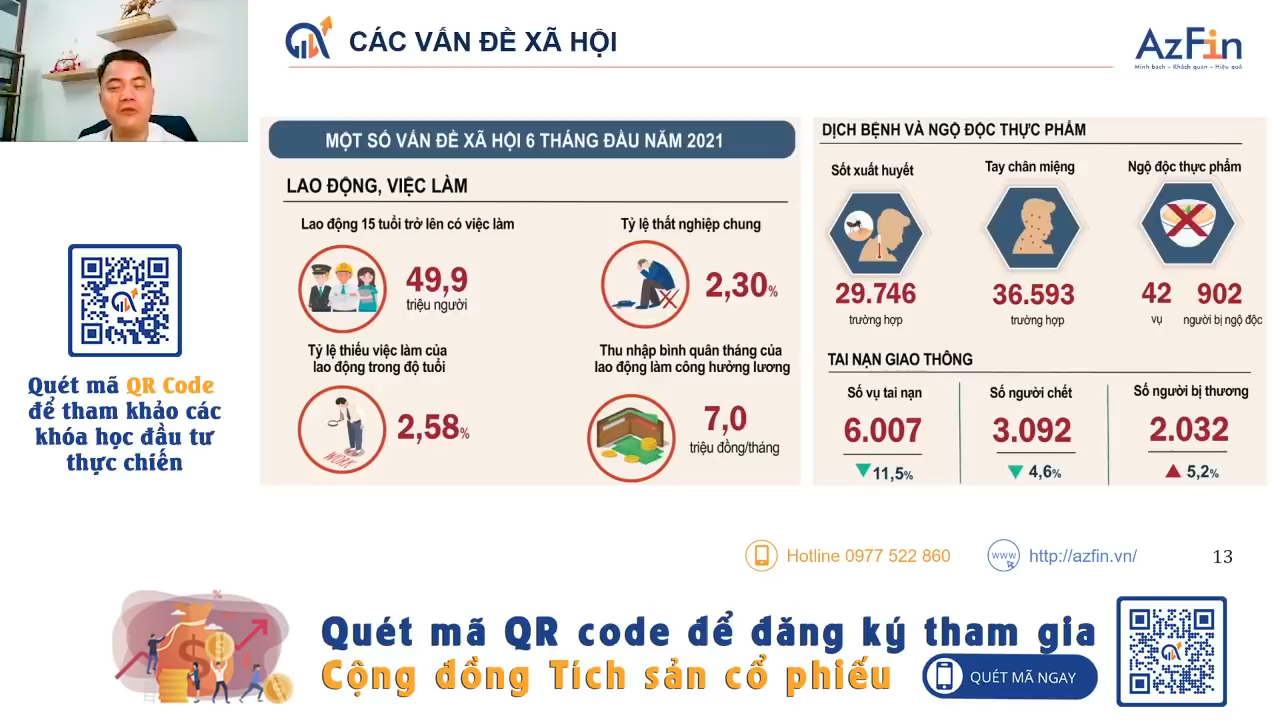 CÁC VẤN ĐỀ XÃ HỘI
AzFin
Minh bạch – Khách quan – Hiệu quả
MỘT SỐ VẤN ĐỀ XÃ HỘI 6 THÁNG ĐẦU NĂM 2021
LAO ĐỘNG, VIỆC LÀM
Lao động 15 tuổi trở lên có việc làm
49,9
triệu người
Tỷ lệ thất nghiệp chung
2,30%
Tỷ lệ thiếu việc làm của
lao động trong độ tuổi
WORK
2,58%
Thu nhập bình quân tháng của
lao động làm công hưởng lương
7,0
triệu đồng/tháng
DỊCH BỆNH VÀ NGỘ ĐỘC THỰC PHẨM
Sốt xuất huyết
29.746
trường hợp
Tay chân miệng
36.593
trường hợp
Ngộ độc thực phẩm
42 902
vụ người bị ngộ độc
TAI NẠN GIAO THÔNG
Số vụ tai nạn
6.007
11,5%
Số người chết
3.092
4,6%
Số người bị thương
2.032
5,2%
Quét mã QR Code
để tham khảo các
khóa học đầu tư
thực chiến
Hotline 0977 522 860
www
http://azfin.vn/
13
Quét mã QR code để đăng ký tham gia
Cộng đồng Tích sản cổ phiếu
QUÉT MÃ NGAY